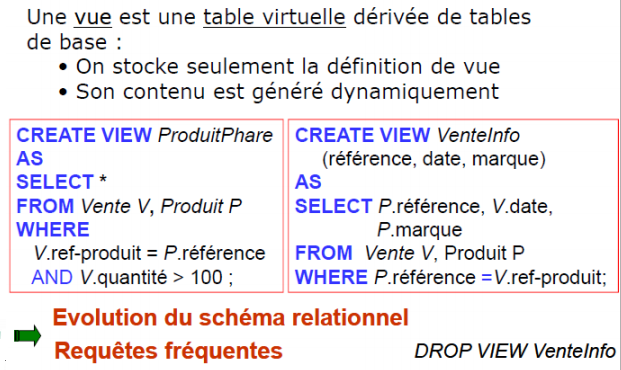 Une vue est une table virtuelle dérivée de tables
de base :
• On stocke seulement la définition de vue
• Son contenu est généré dynamiquement
CREATE VIEW ProduitPhare
AS
SELECT *
FROM Vente V, Produit P
WHERE
V.ref-produit = P.référence
AND V.quantité > 100 ;
CREATE VIEW VenteInfo
(référence, date, marque)
AS
SELECT P.référence, V.date,
P.marque
FROM Vente V, Produit P
WHERE P.référence =V.ref-produit;
Evolution du schéma relationnel
Requêtes fréquentes
DROP VIEW VenteInfo